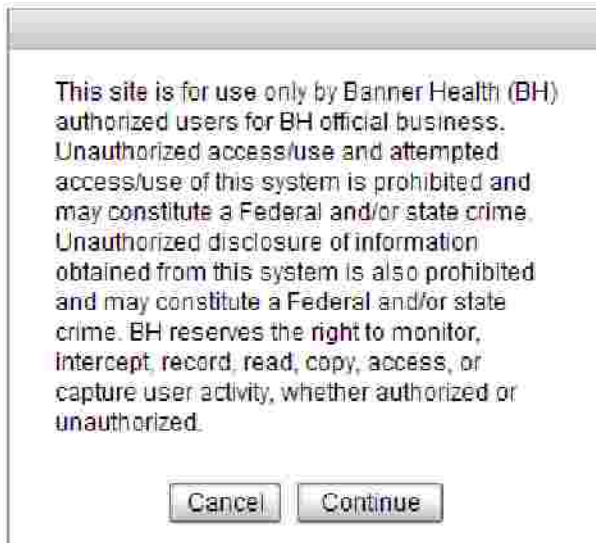 This site is for use only by Banner Health (BH)
authorized users for BH official business.
Unauthorized access/use and attempted
access/use of this system is prohibited and
may constitute a Federal and/or state crime.
Unauthorized disclosure of information
obtained from this system is also prohibited
and may constitute a Federal and/or state
crime. BH reserves the right to monitor,
intercept, record, read, copy, access, or
capture user activity, whether authorized or
unauthorized.
Cancel Continue